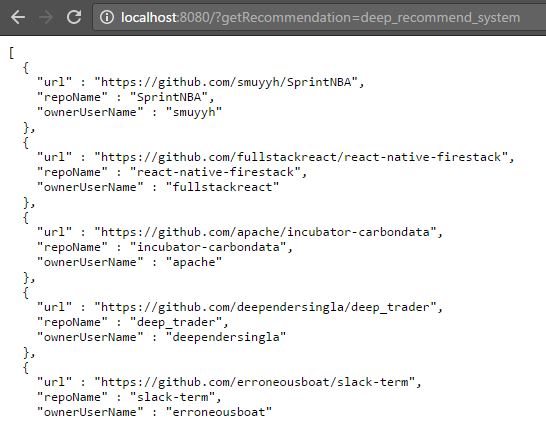 localhost:8080/?getRecommendation=deep_recommend_system
[
  {
    "url" : "https://github.com/smuyyh/SprintNBA",
    "repoName" : "SprintNBA",
    "ownerUserName" : "smuyyh"
  },
  {
    "url" : "https://github.com/fullstackreact/react-native-firestack",
    "repoName" : "react-native-firestack",
    "ownerUserName" : "fullstackreact"
  },
  {
    "url" : "https://github.com/apache/incubator-carbondata",
    "repoName" : "incubator-carbondata",
    "ownerUserName" : "apache"
  },
  {
    "url" : "https://github.com/deependersingla/deep_trader",
    "repoName" : "deep_trader",
    "ownerUserName" : "deependersingla"
  },
  {
    "url" : "https://github.com/erroneousboat/slack-term",
    "repoName" : "slack-term",
    "ownerUserName" : "erroneousboat"